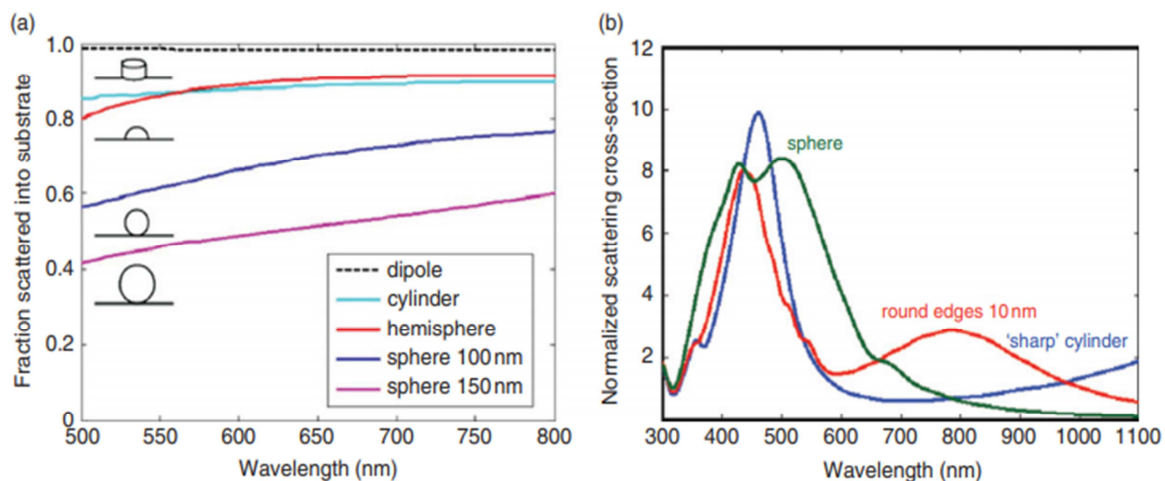 (a)
Fraction scattered into substrate
1.0
0.8
0.6
0.4
0.2
0
500
550
600
650
700
750
800
Wavelength (nm)
dipole
cylinder
hemisphere
sphere 100 nm
sphere 150 nm
(b)
Normalized scattering cross-section
12
10
8
6
4
2
300
400
500
600
700
800
900
1000
1100
Wavelength (nm)
sphere
round edges 10 nm
'sharp' cylinder